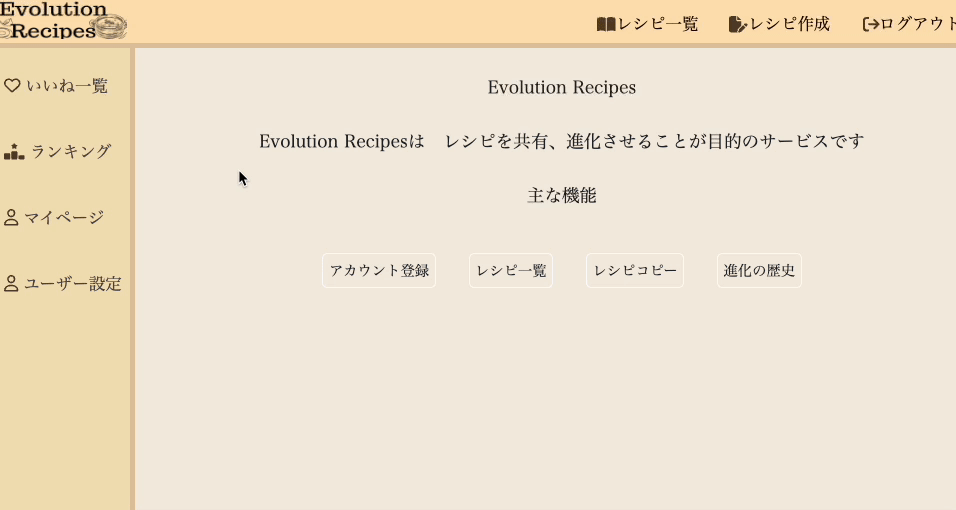 Evolution
Recipes
レシピ一覧
レシピ作成
ログアウト
いいね一覧
ランキング
マイページ
ユーザー設定
Evolution Recipes
Evolution Recipesは　レシピを共有、進化させることが目的のサービスです
主な機能
アカウント登録
レシピ一覧
レシピコピー
進化の歴史